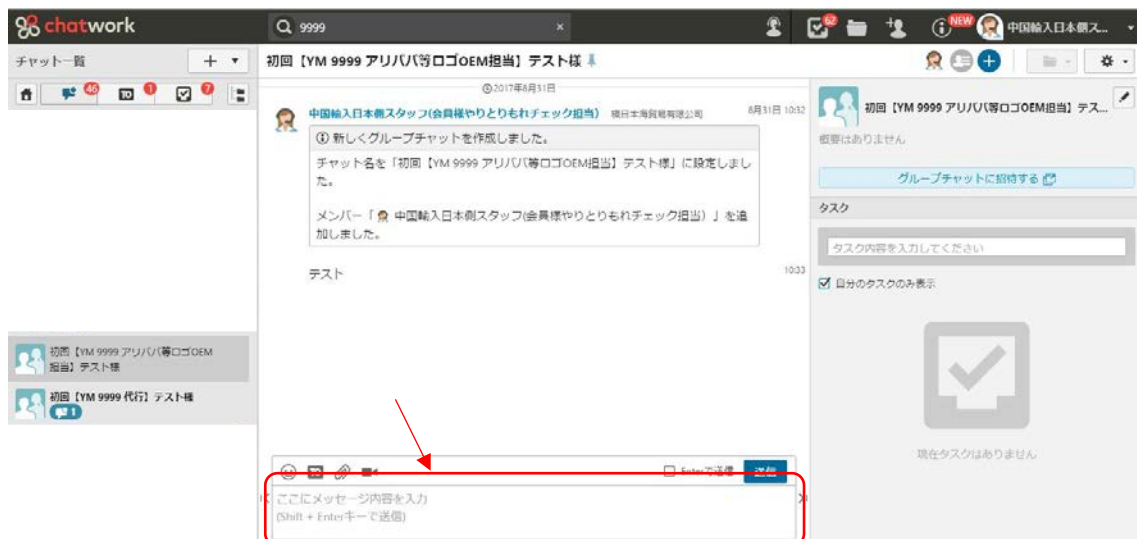 chatwork
9999
×
NEW
中国輸入日本側ス...
チャット一覧
初回【YM 9999 アリババ等ロゴOEM担当】テスト様
46
TO
1
9
2017年8月31日
中国輸入日本側スタッフ(会員様やりとりもれチェック担当)
8月31日 10:32
新しくグループチャットを作成しました。
チャット名を「初回【YM 9999 アリババ等ロゴOEM担当】テスト様」に設定しまし
た。
メンバー「 中国輸入日本側スタッフ(会員様やりとりもれチェック担当) 」を追
加しました。
テスト
10:33
初回【YM 9999 アリババ等ロゴOEM
担当】テスト様
初回【YM 9999 代行】テスト様
1
TO
Enterで送信
送信
ここにメッセージ内容を入力
(Shift + Enterキーで送信)
初回【YM 9999 アリババ等ロゴOEM担当】テス...
概要はありません
グループチャットに招待する
タスク
タスク内容を入力してください
自分のタスクのみ表示
現在タスクはありません